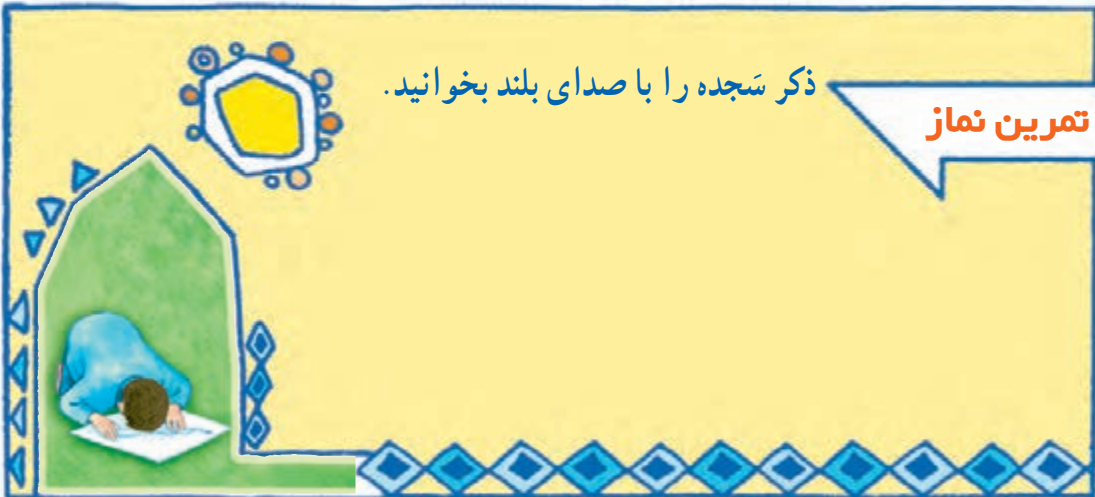 تمرین نماز
ذکر سَجده را با صدای بلند بخوانید.